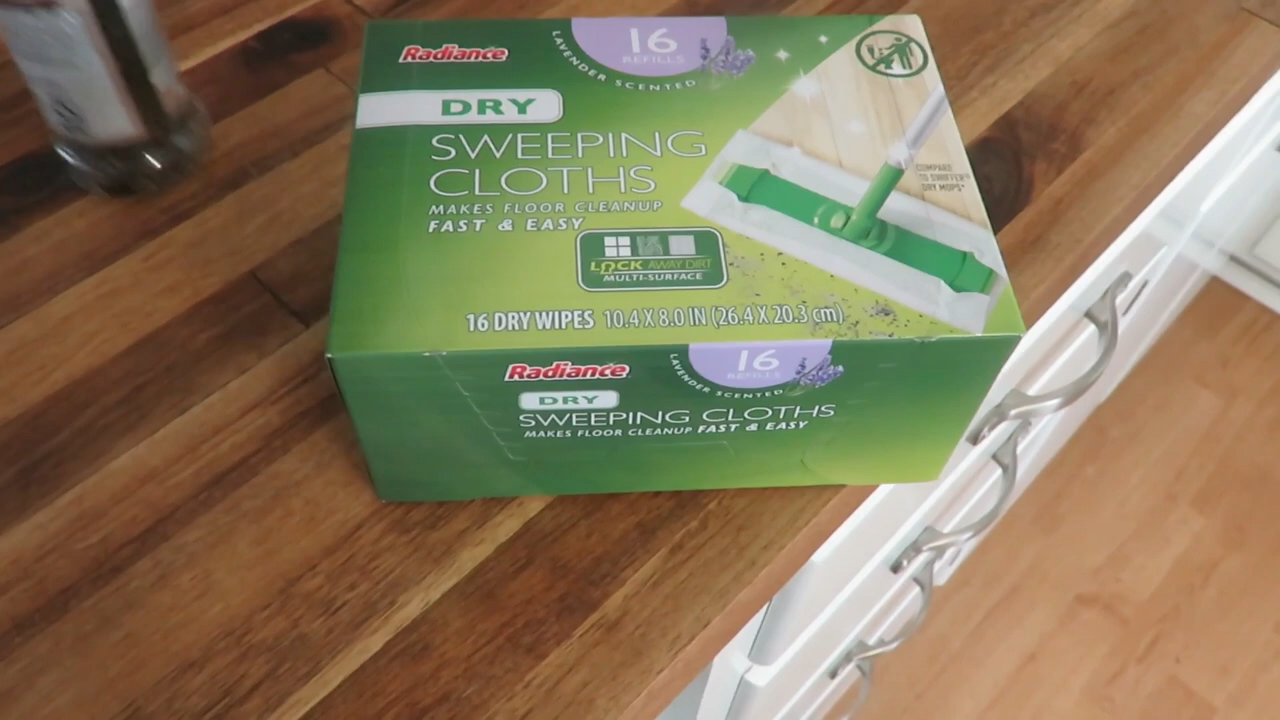 Radiance
16
REFILLS
LAVENDER SCENTED
DRY
SWEEPING
CLOTHS
MAKES FLOOR CLEANUP
FAST & EASY
COMPARE
TO SWIFFER®
DRY MOPS*
LOCK AWAY DIRT
MULTI-SURFACE
16 DRY WIPES 10.4 X 8.0 IN (26.4 X 20.3 cm)
Radiance
16
REFILLS
LAVENDER SCENTED
DRY
SWEEPING CLOTHS
MAKES FLOOR CLEANUP FAST & EASY